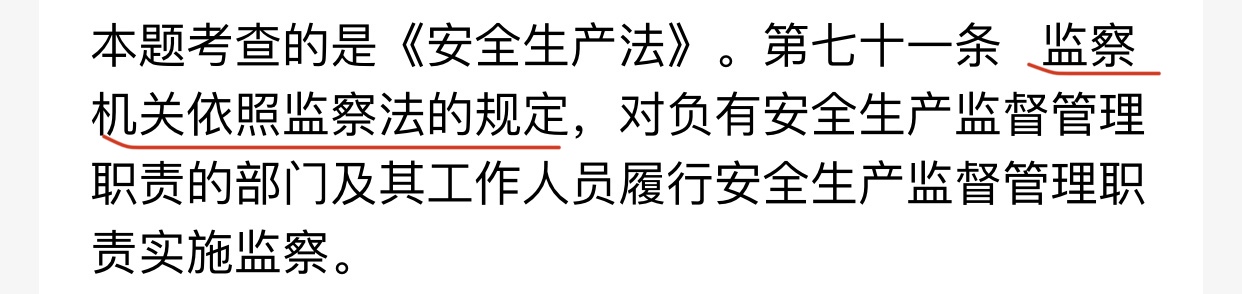 本题考查的是《安全生产法》。第七十一条 监察
机关依照监察法的规定，对负有安全生产监督管理
职责的部门及其工作人员履行安全生产监督管理职
责实施监察。